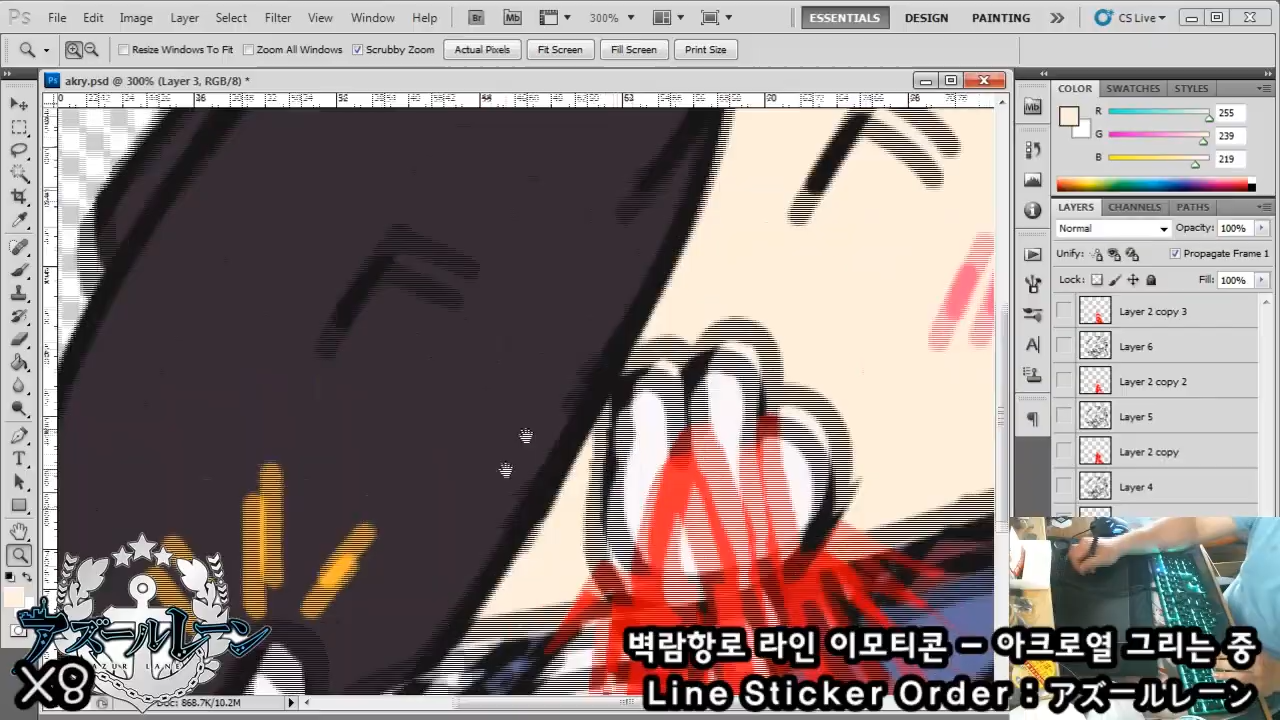 Ps File Edit Image Layer Select Filter View Window Help Br Mb 300% ESSENTIALS DESIGN PAINTING CS Live
Resize Windows To Fit Zoom All Windows Scrubby Zoom Actual Pixels Fit Screen Fill Screen Print Size
akry.psd @ 300% (Layer 3, RGB/8) *
COLOR SWATCHES STYLES
R 255
G 239
B 219
LAYERS CHANNELS PATHS
Normal Opacity: 100%
Unify: Propagate Frame 1
Lock: Fill: 100%
Layer 2 copy 3
Layer 6
Layer 2 copy 2
Layer 5
Layer 2 copy
Layer 4
アズールレーン
AZUR LANE
X8
벽람항로 라인 이모티콘 - 아크로열 그리는 중
Line Sticker Order : アズールレーン
Doc: 868.7K/10.2M